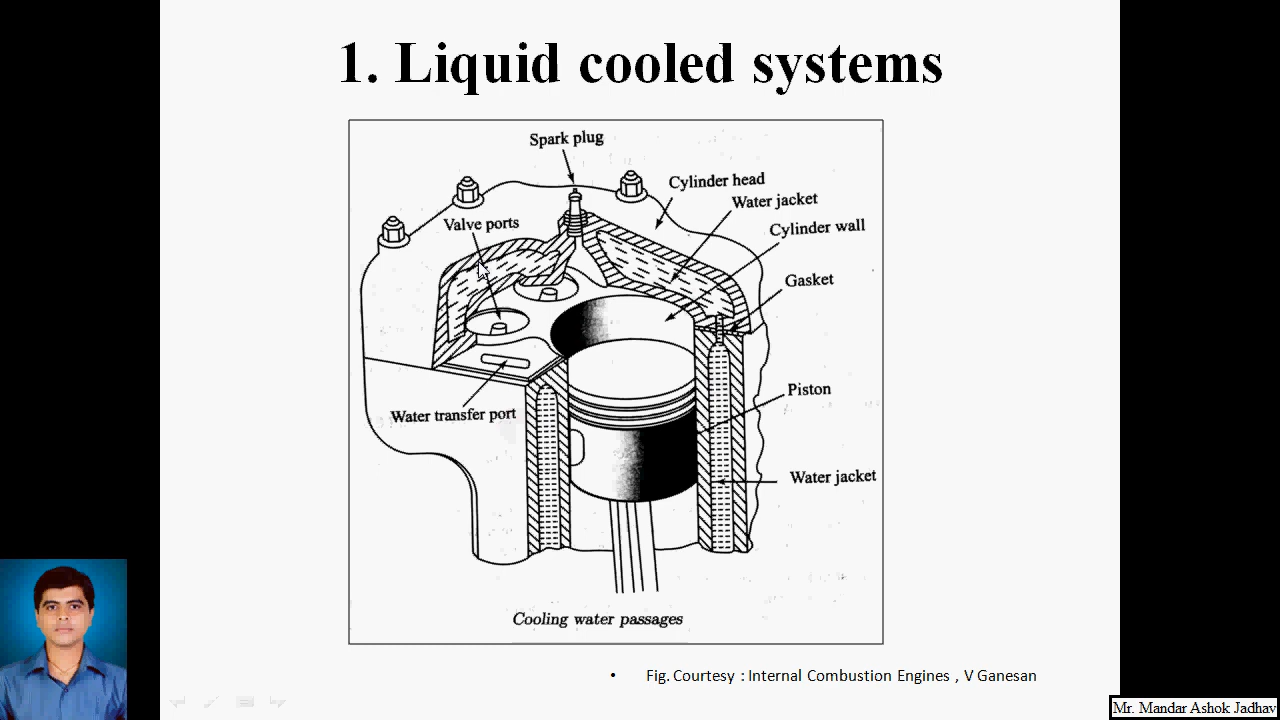 1. Liquid cooled systems
Spark plug
Cylinder head
Water jacket
Valve ports
Cylinder wall
Gasket
Piston
Water transfer port
Water jacket
Cooling water passages
• Fig. Courtesy : Internal Combustion Engines , V Ganesan
Mr. Mandar Ashok Jadhav